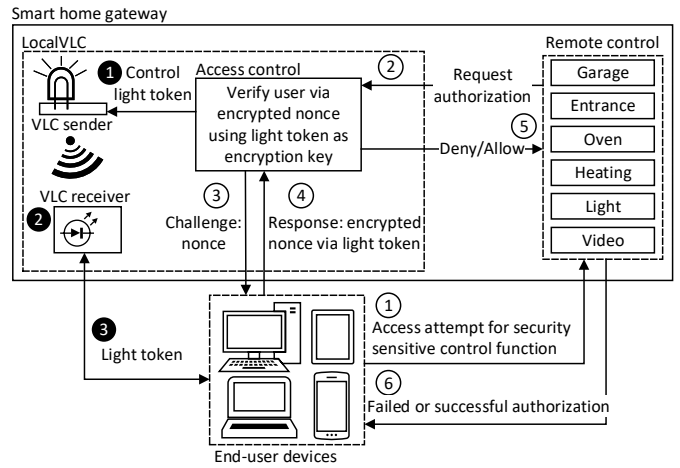 Smart home gateway
LocalVLC
Remote control
1 Control
light token
VLC sender
Access control
Verify user via
encrypted nonce
using light token as
encryption key
2
Request
authorization
5
Deny/Allow
Garage
Entrance
Oven
Heating
Light
Video
VLC receiver
2
3
Challenge:
nonce
4
Response: encrypted
nonce via light token
3
Light token
1
Access attempt for security
sensitive control function
6
Failed or successful authorization
End-user devices